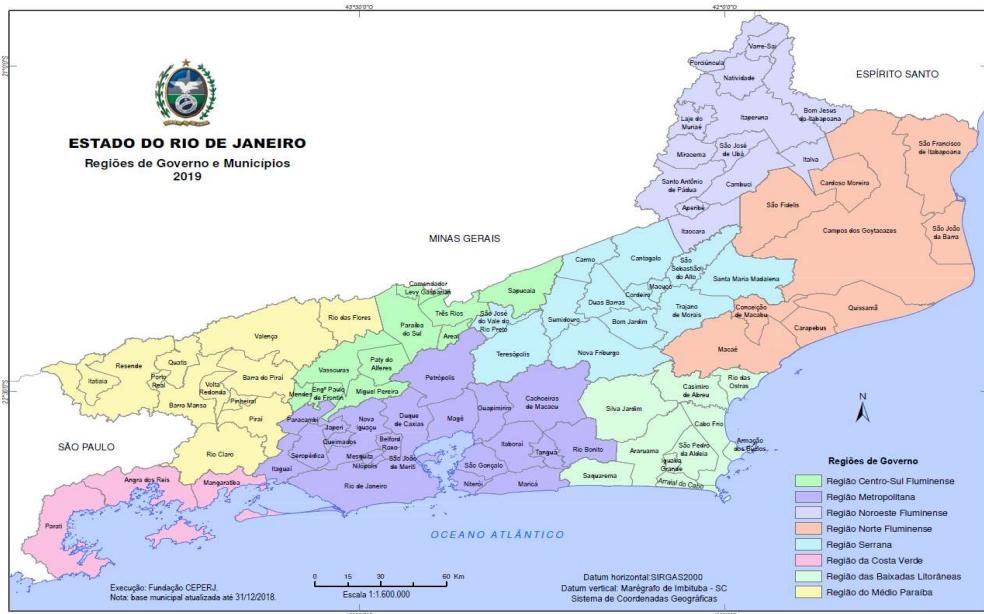 43°30'0"O
42°0'0"O
21°0'0"S
22°30'0"S
ESTADO DO RIO DE JANEIRO
Regiões de Governo e Municípios
2019
ESPÍRITO SANTO
MINAS GERAIS
SÃO PAULO
OCEANO ATLÂNTICO
Varre-Sai
Porciúncula
Natividade
Bom Jesus
do Itabapoana
Itaperuna
Laje do
Muriaé
São José
de Ubá
Miracema
Italva
Santo Antônio
de Pádua
Cambuci
Aperibé
Itaocara
São Francisco
de Itabapoana
Cardoso Moreira
São Fidélis
Campos dos Goytacazes
São João
da Barra
Quissamã
Conceição
de Macabu
Carapebus
Macaé
Carmo
Cantagalo
São
Sebastião
do Alto
Santa Maria Madalena
Macuco
Cordeiro
Duas Barras
Trajano
de Morais
Sumidouro
Bom Jardim
São José
do Vale do
Rio Preto
Teresópolis
Nova Friburgo
Sapucaia
Comendador
Levy Gasparian
Três Rios
Paraíba
do Sul
Areal
Paty do
Alferes
Vassouras
Engº Paulo
de Frontin
Mendes
Miguel Pereira
Rio das Flores
Valença
Resende
Quatis
Itatiaia
Porto
Real
Volta
Redonda
Barra do Piraí
Barra Mansa
Pinheiral
Piraí
Rio Claro
Petrópolis
Cachoeiras
de Macacu
Guapimirim
Magé
Duque
de Caxias
Nova
Iguaçu
Paracambi
Japeri
Queimados
Belford
Roxo
Seropédica
Mesquita
Nilópolis
São João
de Meriti
Itaguaí
Rio de Janeiro
Itaboraí
Tanguá
Rio Bonito
São Gonçalo
Niterói
Maricá
Angra dos Reis
Mangaratiba
Parati
Rio das
Ostras
Casimiro
de Abreu
Silva Jardim
Cabo Frio
Armação
dos Búzios
São Pedro
da Aldeia
Araruama
Iguaba
Grande
Saquarema
Arraial do Cabo
N
Regiões de Governo
Região Centro-Sul Fluminense
Região Metropolitana
Região Noroeste Fluminense
Região Norte Fluminense
Região Serrana
Região da Costa Verde
Região das Baixadas Litorâneas
Região do Médio Paraíba
Execução: Fundação CEPERJ.
Nota: base municipal atualizada até 31/12/2018.
0 15 30 60 Km
Escala 1:1.600.000
Datum horizontal:SIRGAS2000
Datum vertical: Marégrafo de Imbituba - SC
Sistema de Coordenadas Geográficas